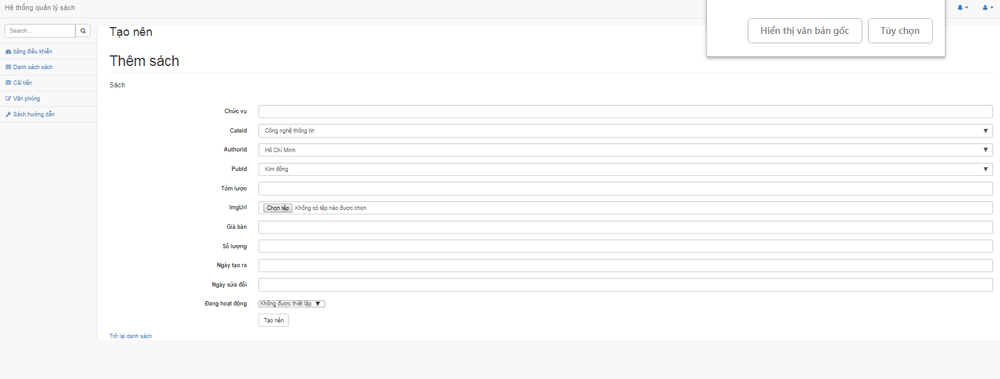 Hệ thống quản lý sách
Hiển thị văn bản gốc
Tùy chọn
Search...
bảng điều khiển
Danh sách sách
Cải tiến
Văn phòng
Sách hướng dẫn
Tạo nên
Thêm sách
Sách
Chức vụ
CateId
Công nghệ thông tin
AuthorId
Hồ Chí Minh
PubId
Kim đồng
Tóm lược
ImgUrl
Chọn tệp Không có tệp nào được chọn
Giá bán
Số lượng
Ngày tạo ra
Ngày sửa đổi
Đang hoạt động
Không được thiết lập
Tạo nên
Trở lại danh sách